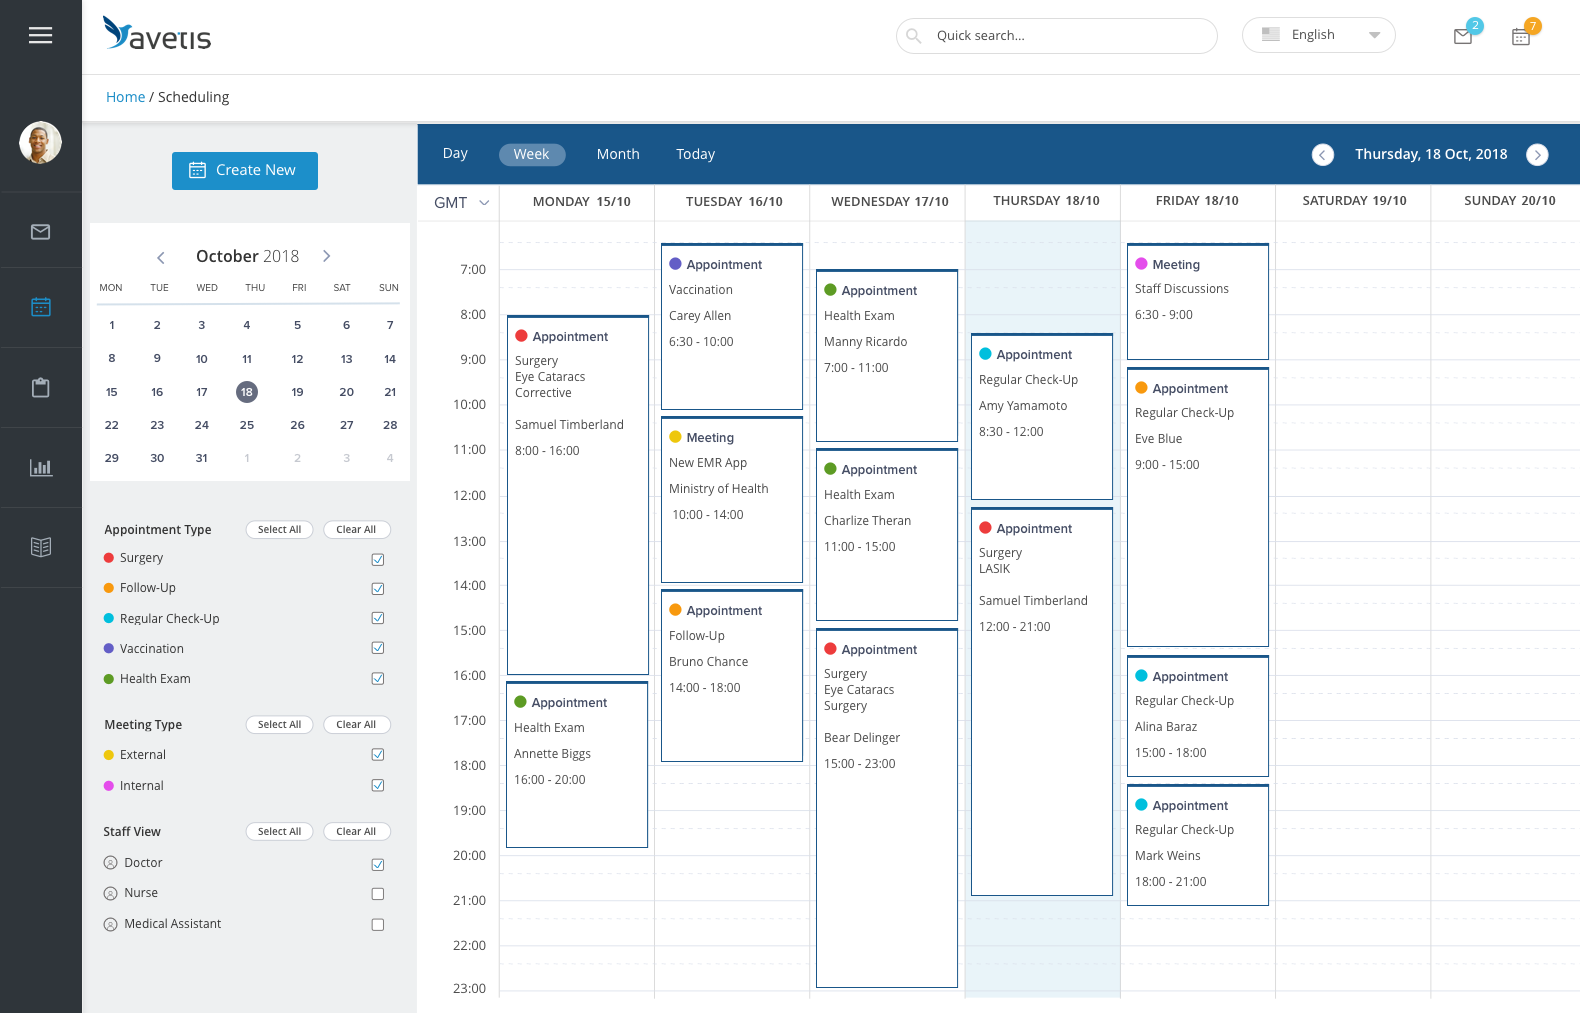 avetis
Quick search...
English
2
7
Home / Scheduling
Create New
Day
Week
Month
Today
Thursday, 18 Oct, 2018
October 2018
MON TUE WED THU FRI SAT SUN
1 2 3 4 5 6 7
8 9 10 11 12 13 14
15 16 17 18 19 20 21
22 23 24 25 26 27 28
29 30 31 1 2 3 4
Appointment Type
Select All
Clear All
Surgery
Follow-Up
Regular Check-Up
Vaccination
Health Exam
Meeting Type
Select All
Clear All
External
Internal
Staff View
Select All
Clear All
Doctor
Nurse
Medical Assistant
GMT
MONDAY 15/10
TUESDAY 16/10
WEDNESDAY 17/10
THURSDAY 18/10
FRIDAY 18/10
SATURDAY 19/10
SUNDAY 20/10
7:00
8:00
9:00
10:00
11:00
12:00
13:00
14:00
15:00
16:00
17:00
18:00
19:00
20:00
21:00
22:00
23:00
Appointment
Surgery
Eye Cataracs
Corrective
Samuel Timberland
8:00 - 16:00
Appointment
Health Exam
Annette Biggs
16:00 - 20:00
Appointment
Vaccination
Carey Allen
6:30 - 10:00
Meeting
New EMR App
Ministry of Health
10:00 - 14:00
Appointment
Follow-Up
Bruno Chance
14:00 - 18:00
Appointment
Health Exam
Manny Ricardo
7:00 - 11:00
Appointment
Health Exam
Charlize Theran
11:00 - 15:00
Appointment
Surgery
Eye Cataracs
Surgery
Bear Delinger
15:00 - 23:00
Appointment
Regular Check-Up
Amy Yamamoto
8:30 - 12:00
Appointment
Surgery
LASIK
Samuel Timberland
12:00 - 21:00
Meeting
Staff Discussions
6:30 - 9:00
Appointment
Regular Check-Up
Eve Blue
9:00 - 15:00
Appointment
Regular Check-Up
Alina Baraz
15:00 - 18:00
Appointment
Regular Check-Up
Mark Weins
18:00 - 21:00